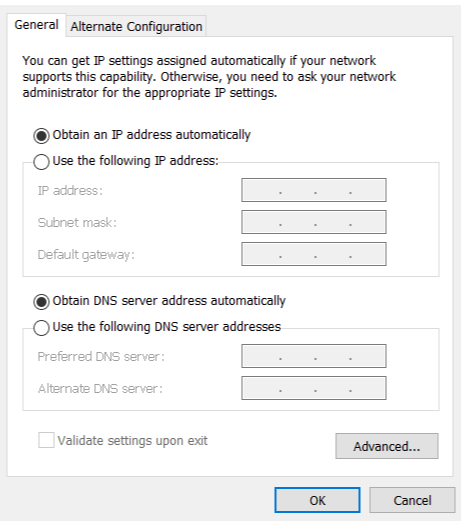 General
Alternate Configuration
You can get IP settings assigned automatically if your network
supports this capability. Otherwise, you need to ask your network
administrator for the appropriate IP settings.
Obtain an IP address automatically
Use the following IP address:
IP address:
Subnet mask:
Default gateway:
Obtain DNS server address automatically
Use the following DNS server addresses
Preferred DNS server:
Alternate DNS server:
Validate settings upon exit
Advanced...
OK
Cancel